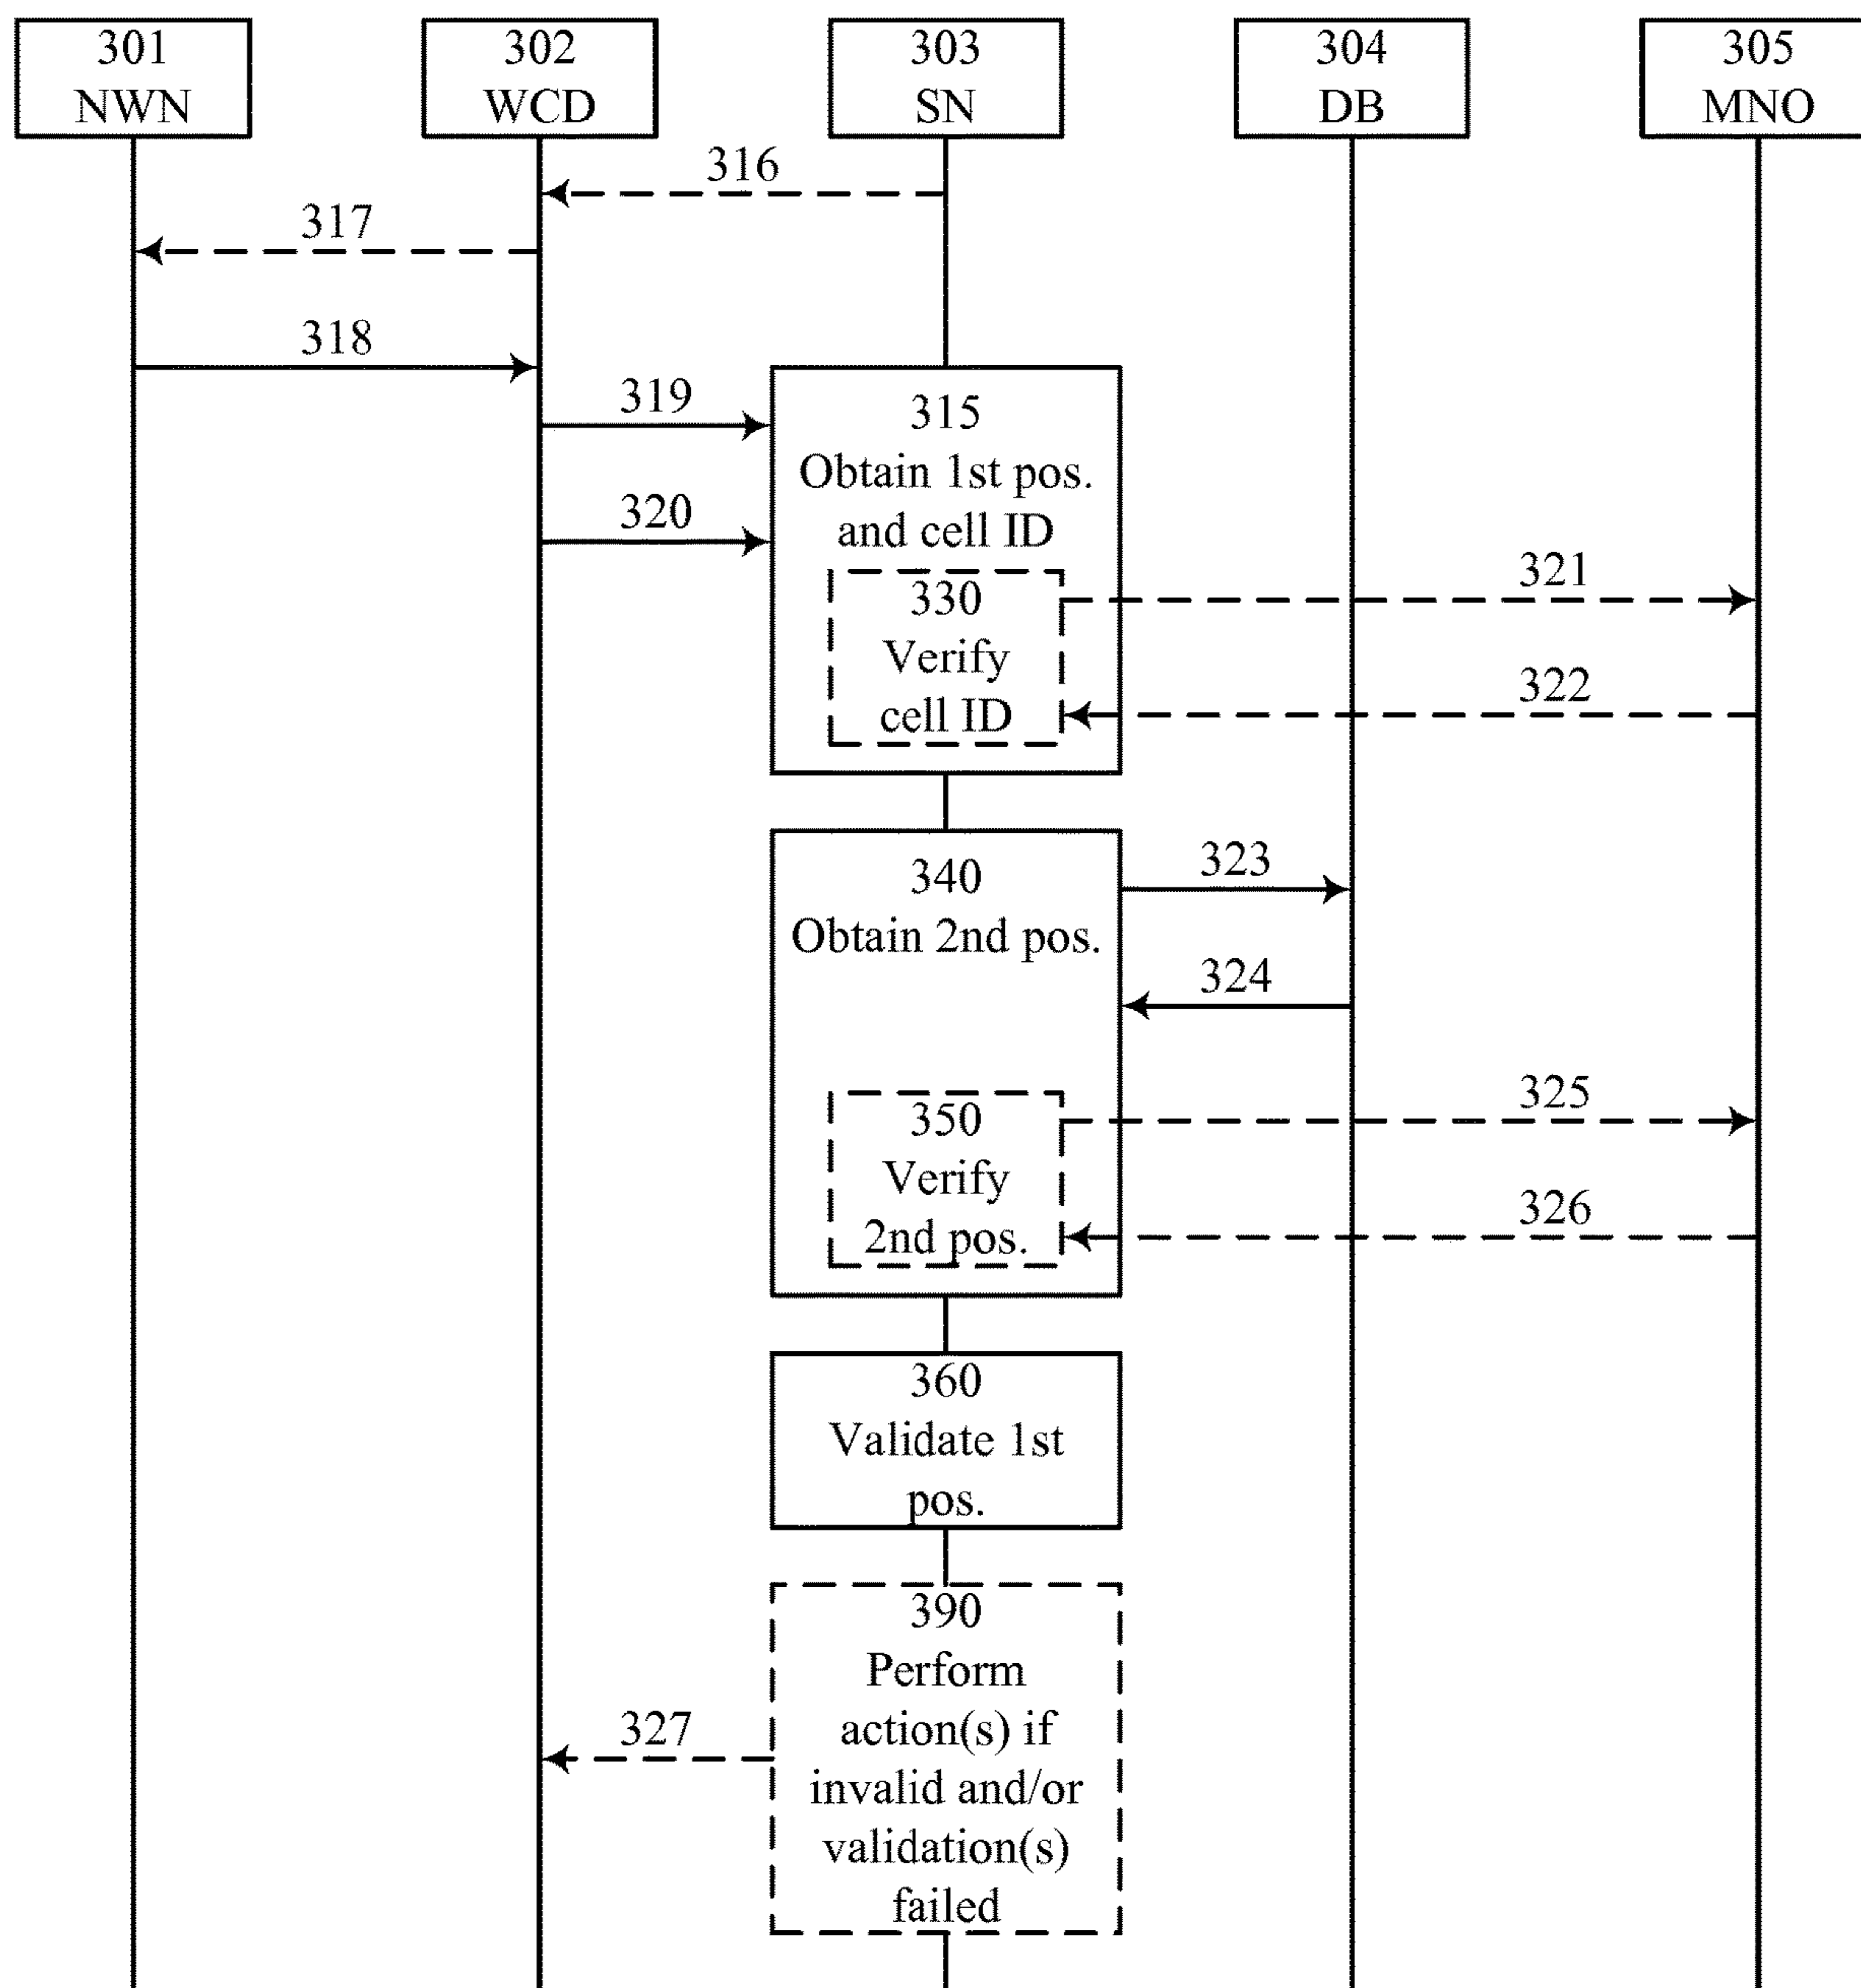 301
NWN
302
WCD
303
SN
304
DB
305
MNO
316
317
318
319
315
Obtain 1st pos.
and cell ID
320
321
330
Verify
cell ID
322
323
340
Obtain 2nd pos.
324
325
350
Verify
2nd pos.
326
360
Validate 1st
pos.
390
Perform
action(s) if
invalid and/or
validation(s)
failed
327